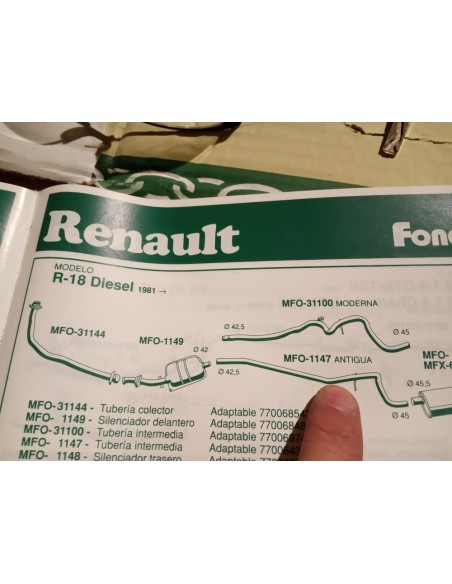 Renault
MODELO
R-18 Diesel 1981 →
MFO-31100 MODERNA
MFO-31144
MFO-1149
Ø 42
Ø 42,5
Ø 45
MFO-1147 ANTIGUA
MFO-
Ø 42,5
Ø 45,5
Ø 45
MFO-31144 - Tubería colector Adaptable
MFO- 1149 - Silenciador delantero Adaptable
MFO-31100 - Tubería intermedia Adaptable
MFO- 1147 - Tubería intermedia Adaptable
MFO- 1148 - Silenciador trasero Adaptable